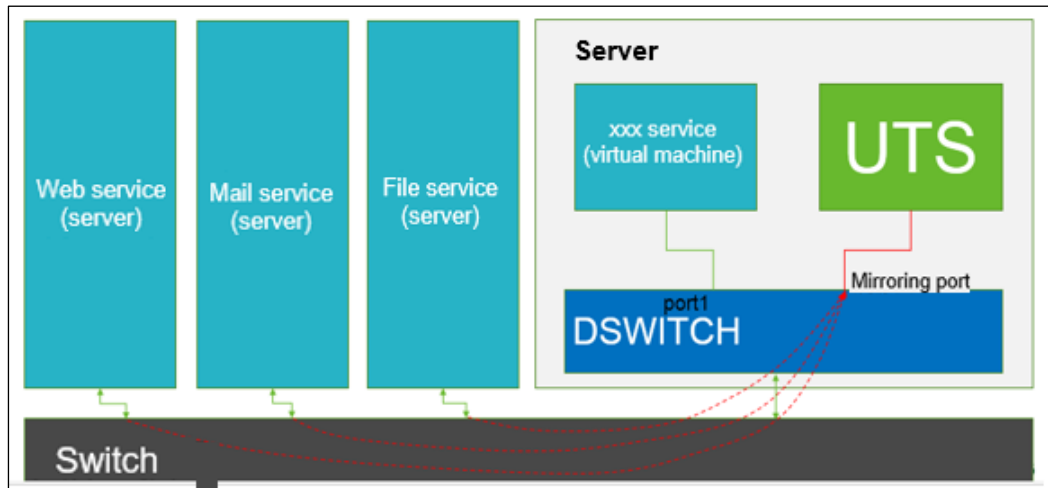 Server
Web service
(server)
Mail service
(server)
File service
(server)
xxx service
(virtual machine)
UTS
Mirroring port
port1
DSWITCH
Switch